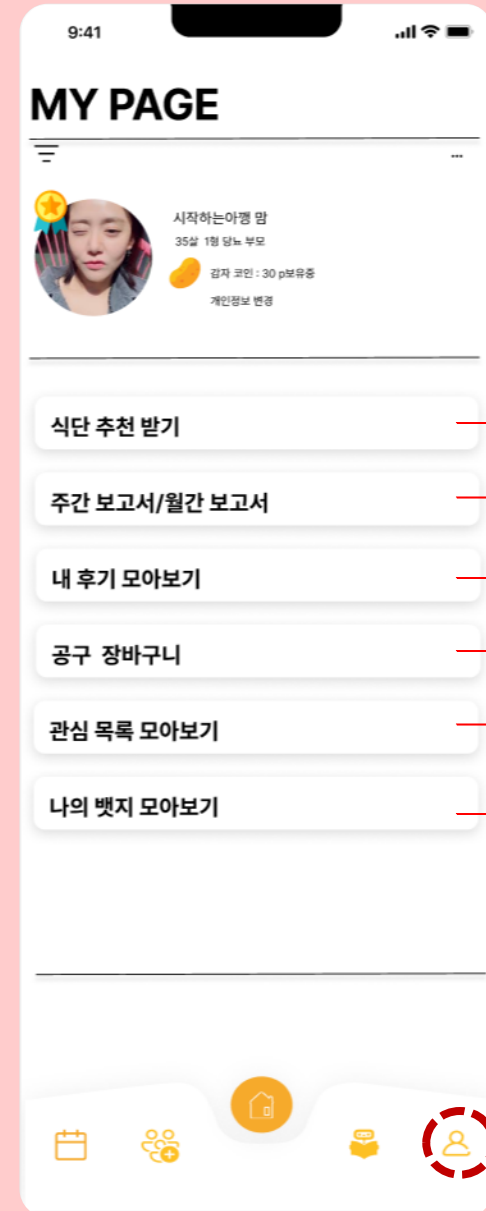 9:41
MY PAGE
시작하는아깽 맘
35살 1형 당뇨 부모
감자 코인 : 30 p보유중
개인정보 변경
식단 추천 받기
주간 보고서/월간 보고서
내 후기 모아보기
공구 장바구니
관심 목록 모아보기
나의 뱃지 모아보기